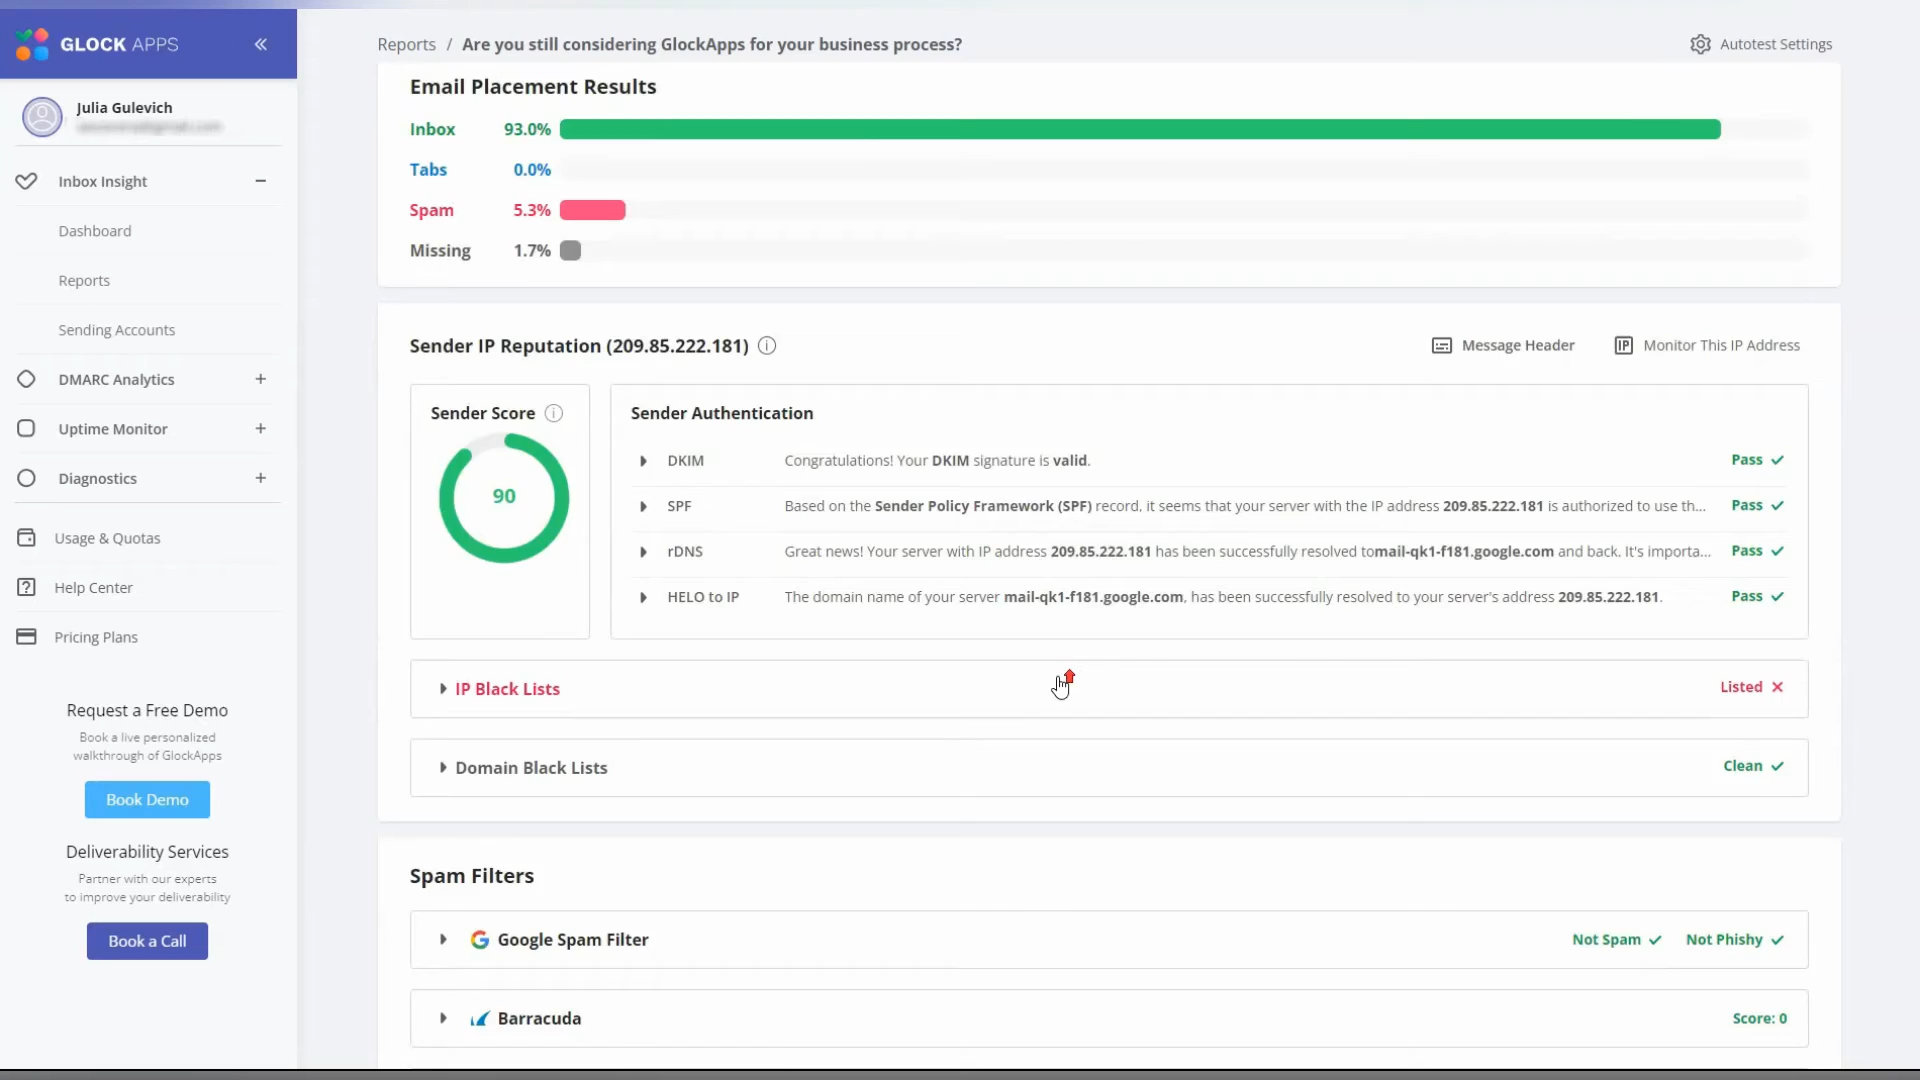 GLOCK APPS
Julia Gulevich
Inbox Insight
Dashboard
Reports
Sending Accounts
DMARC Analytics
Uptime Monitor
Diagnostics
Usage & Quotas
Help Center
Pricing Plans
Request a Free Demo
Book a live personalized
walkthrough of GlockApps
Book Demo
Deliverability Services
Partner with our experts
to improve your deliverability
Book a Call
Reports / Are you still considering GlockApps for your business process?
Autotest Settings
Email Placement Results
Inbox 93.0%
Tabs 0.0%
Spam 5.3%
Missing 1.7%
Sender IP Reputation (209.85.222.181)
Message Header
Monitor This IP Address
Sender Score
90
Sender Authentication
DKIM Congratulations! Your DKIM signature is valid. Pass
SPF Based on the Sender Policy Framework (SPF) record, it seems that your server with the IP address 209.85.222.181 is authorized to use th... Pass
rDNS Great news! Your server with IP address 209.85.222.181 has been successfully resolved tomail-qk1-f181.google.com and back. It's importa... Pass
HELO to IP The domain name of your server mail-qk1-f181.google.com, has been successfully resolved to your server's address 209.85.222.181. Pass
IP Black Lists Listed
Domain Black Lists Clean
Spam Filters
Google Spam Filter Not Spam Not Phishy
Barracuda Score: 0